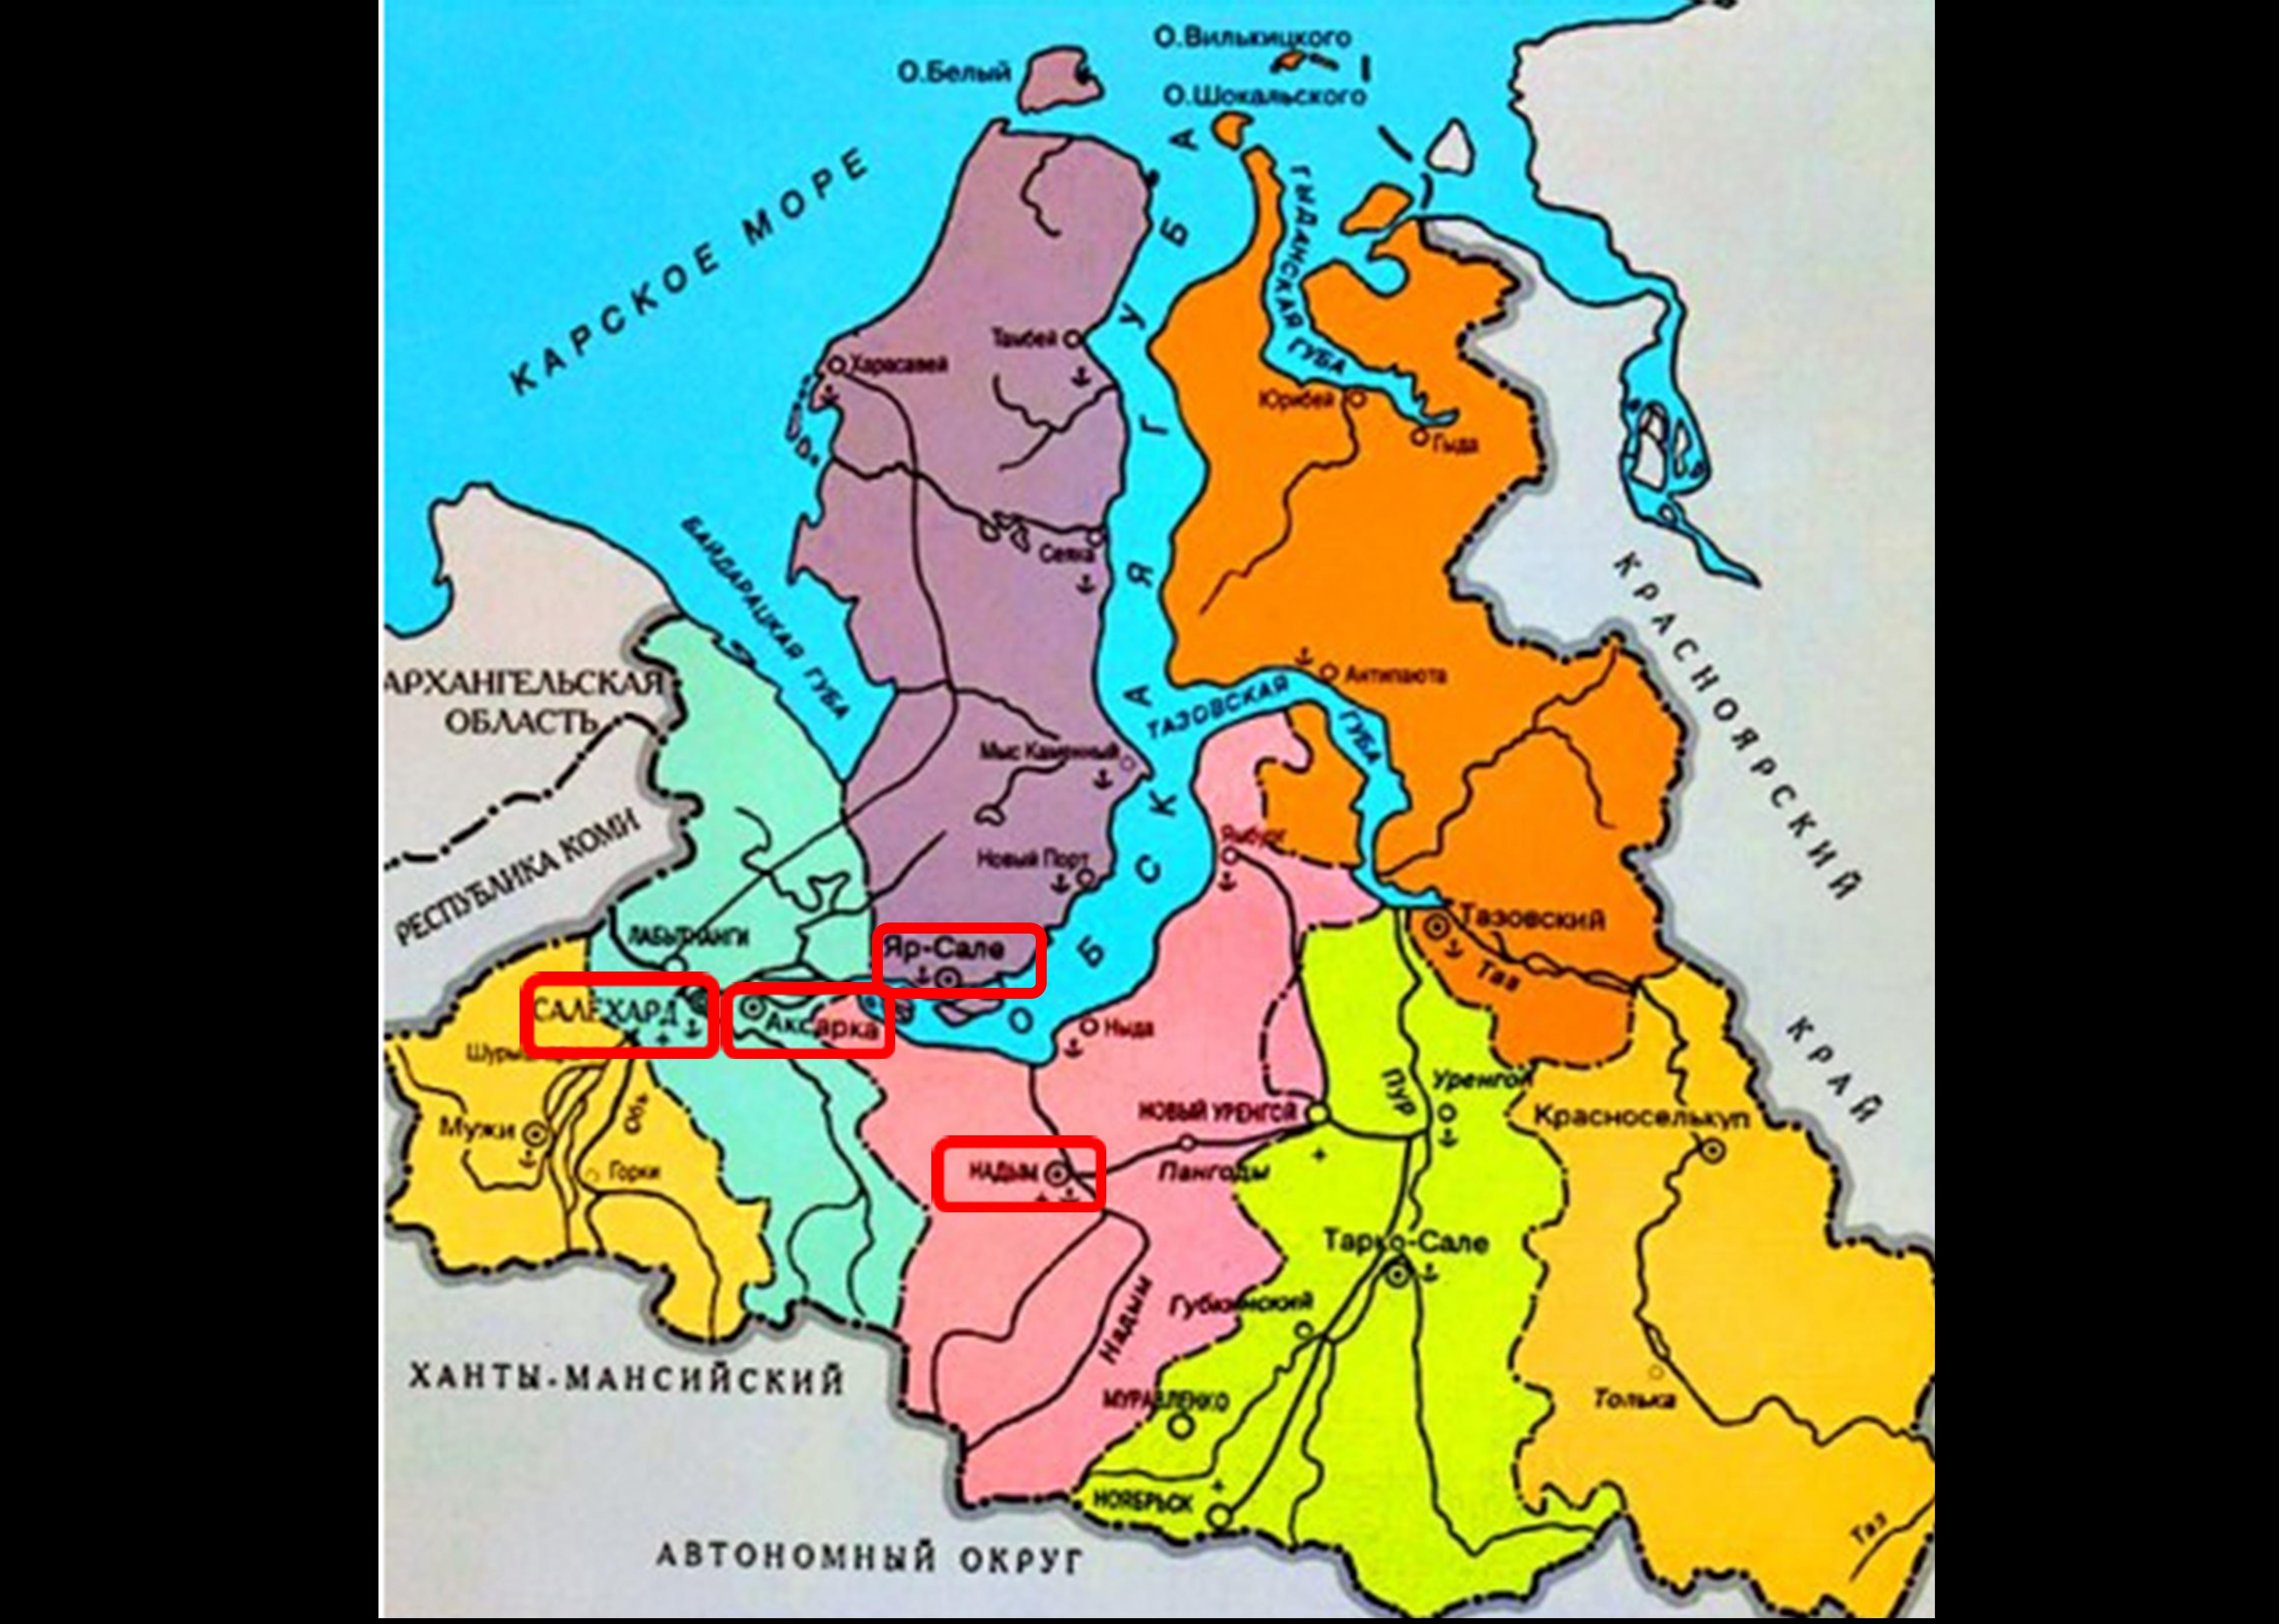 О.Вилькицкого
О.Белый
О.Шокальского
КАРСКОЕ МОРЕ
ОБСКАЯ ГУБА
ГЫДАНСКАЯ ГУБА
Тамбей
Харасавей
Юрибей
Гыда
Сеяха
БАЙДАРАЦКАЯ ГУБА
КРАСНОЯРСКИЙ КРАЙ
АРХАНГЕЛЬСКАЯ
ОБЛАСТЬ
Антипаюта
ТАЗОВСКАЯ ГУБА
Мыс Каменный
РЕСПУБЛИКА КОМИ
Ямбург
Новый Порт
Тазовский
ЛАБЫТНАНГИ
Яр-Сале
Таз
САЛЕХАРД
Аксарка
Ныда
Шуры
Обь
ПУР
Уренгой
НОВЫЙ УРЕНГОЙ
Красноселькуп
Мужи
Горки
НАДЫМ
Пангоды
Тарко-Сале
Надым
Губкинский
ХАНТЫ-МАНСИЙСКИЙ
МУРАВЛЕНКО
Толька
НОЯБРЬСК
Таз
АВТОНОМНЫЙ ОКРУГ